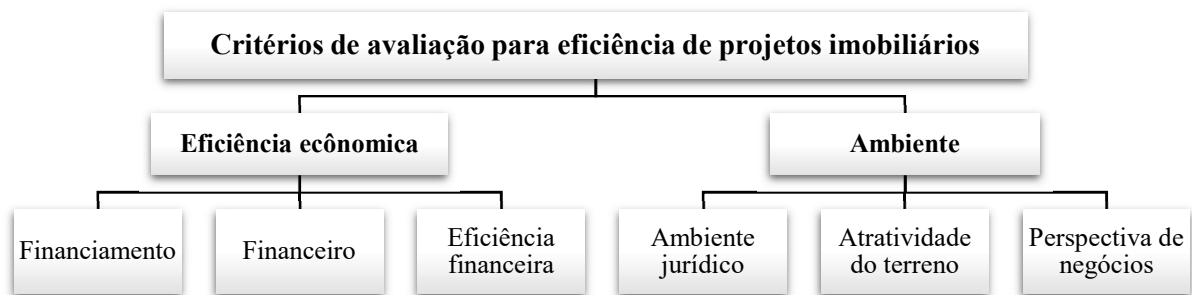 Critérios de avaliação para eficiência de projetos imobiliários
Eficiência ecônomica
Ambiente
Financiamento
Financeiro
Eficiência
financeira
Ambiente
jurídico
Atratividade
do terreno
Perspectiva de
negócios